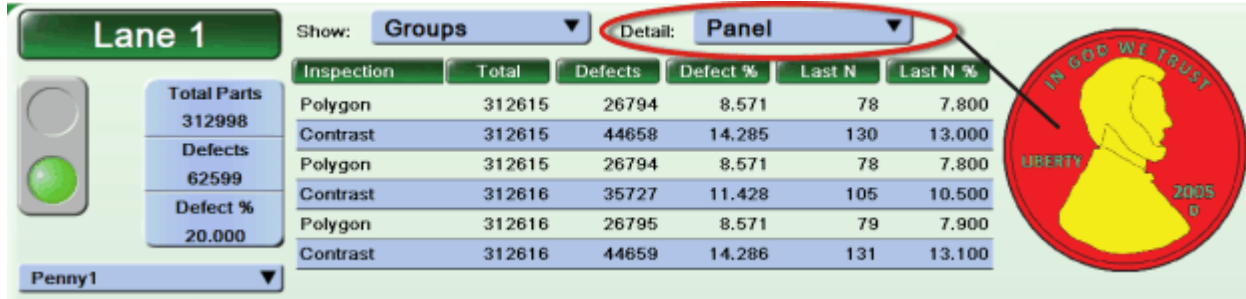 Lane 1
Show: Groups Detail: Panel
Total Parts
312998
Defects
62599
Defect %
20.000
Penny1
Inspection Total Defects Defect % Last N Last N %
Polygon 312615 26794 8.571 78 7.800
Contrast 312615 44658 14.285 130 13.000
Polygon 312615 26794 8.571 78 7.800
Contrast 312616 35727 11.428 105 10.500
Polygon 312616 26795 8.571 79 7.900
Contrast 312616 44659 14.286 131 13.100
IN GOD WE TRUST
LIBERTY
2005
D